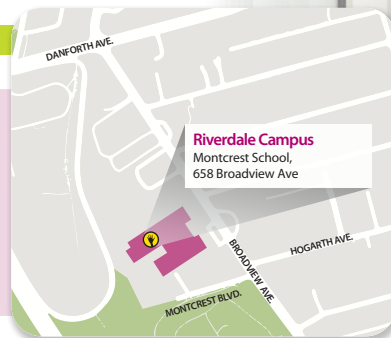 DANFORTH AVE.
Riverdale Campus
Montcrest School,
658 Broadview Ave
BROADVIEW AVE.
HOGARTH AVE.
MONTCREST BLVD.